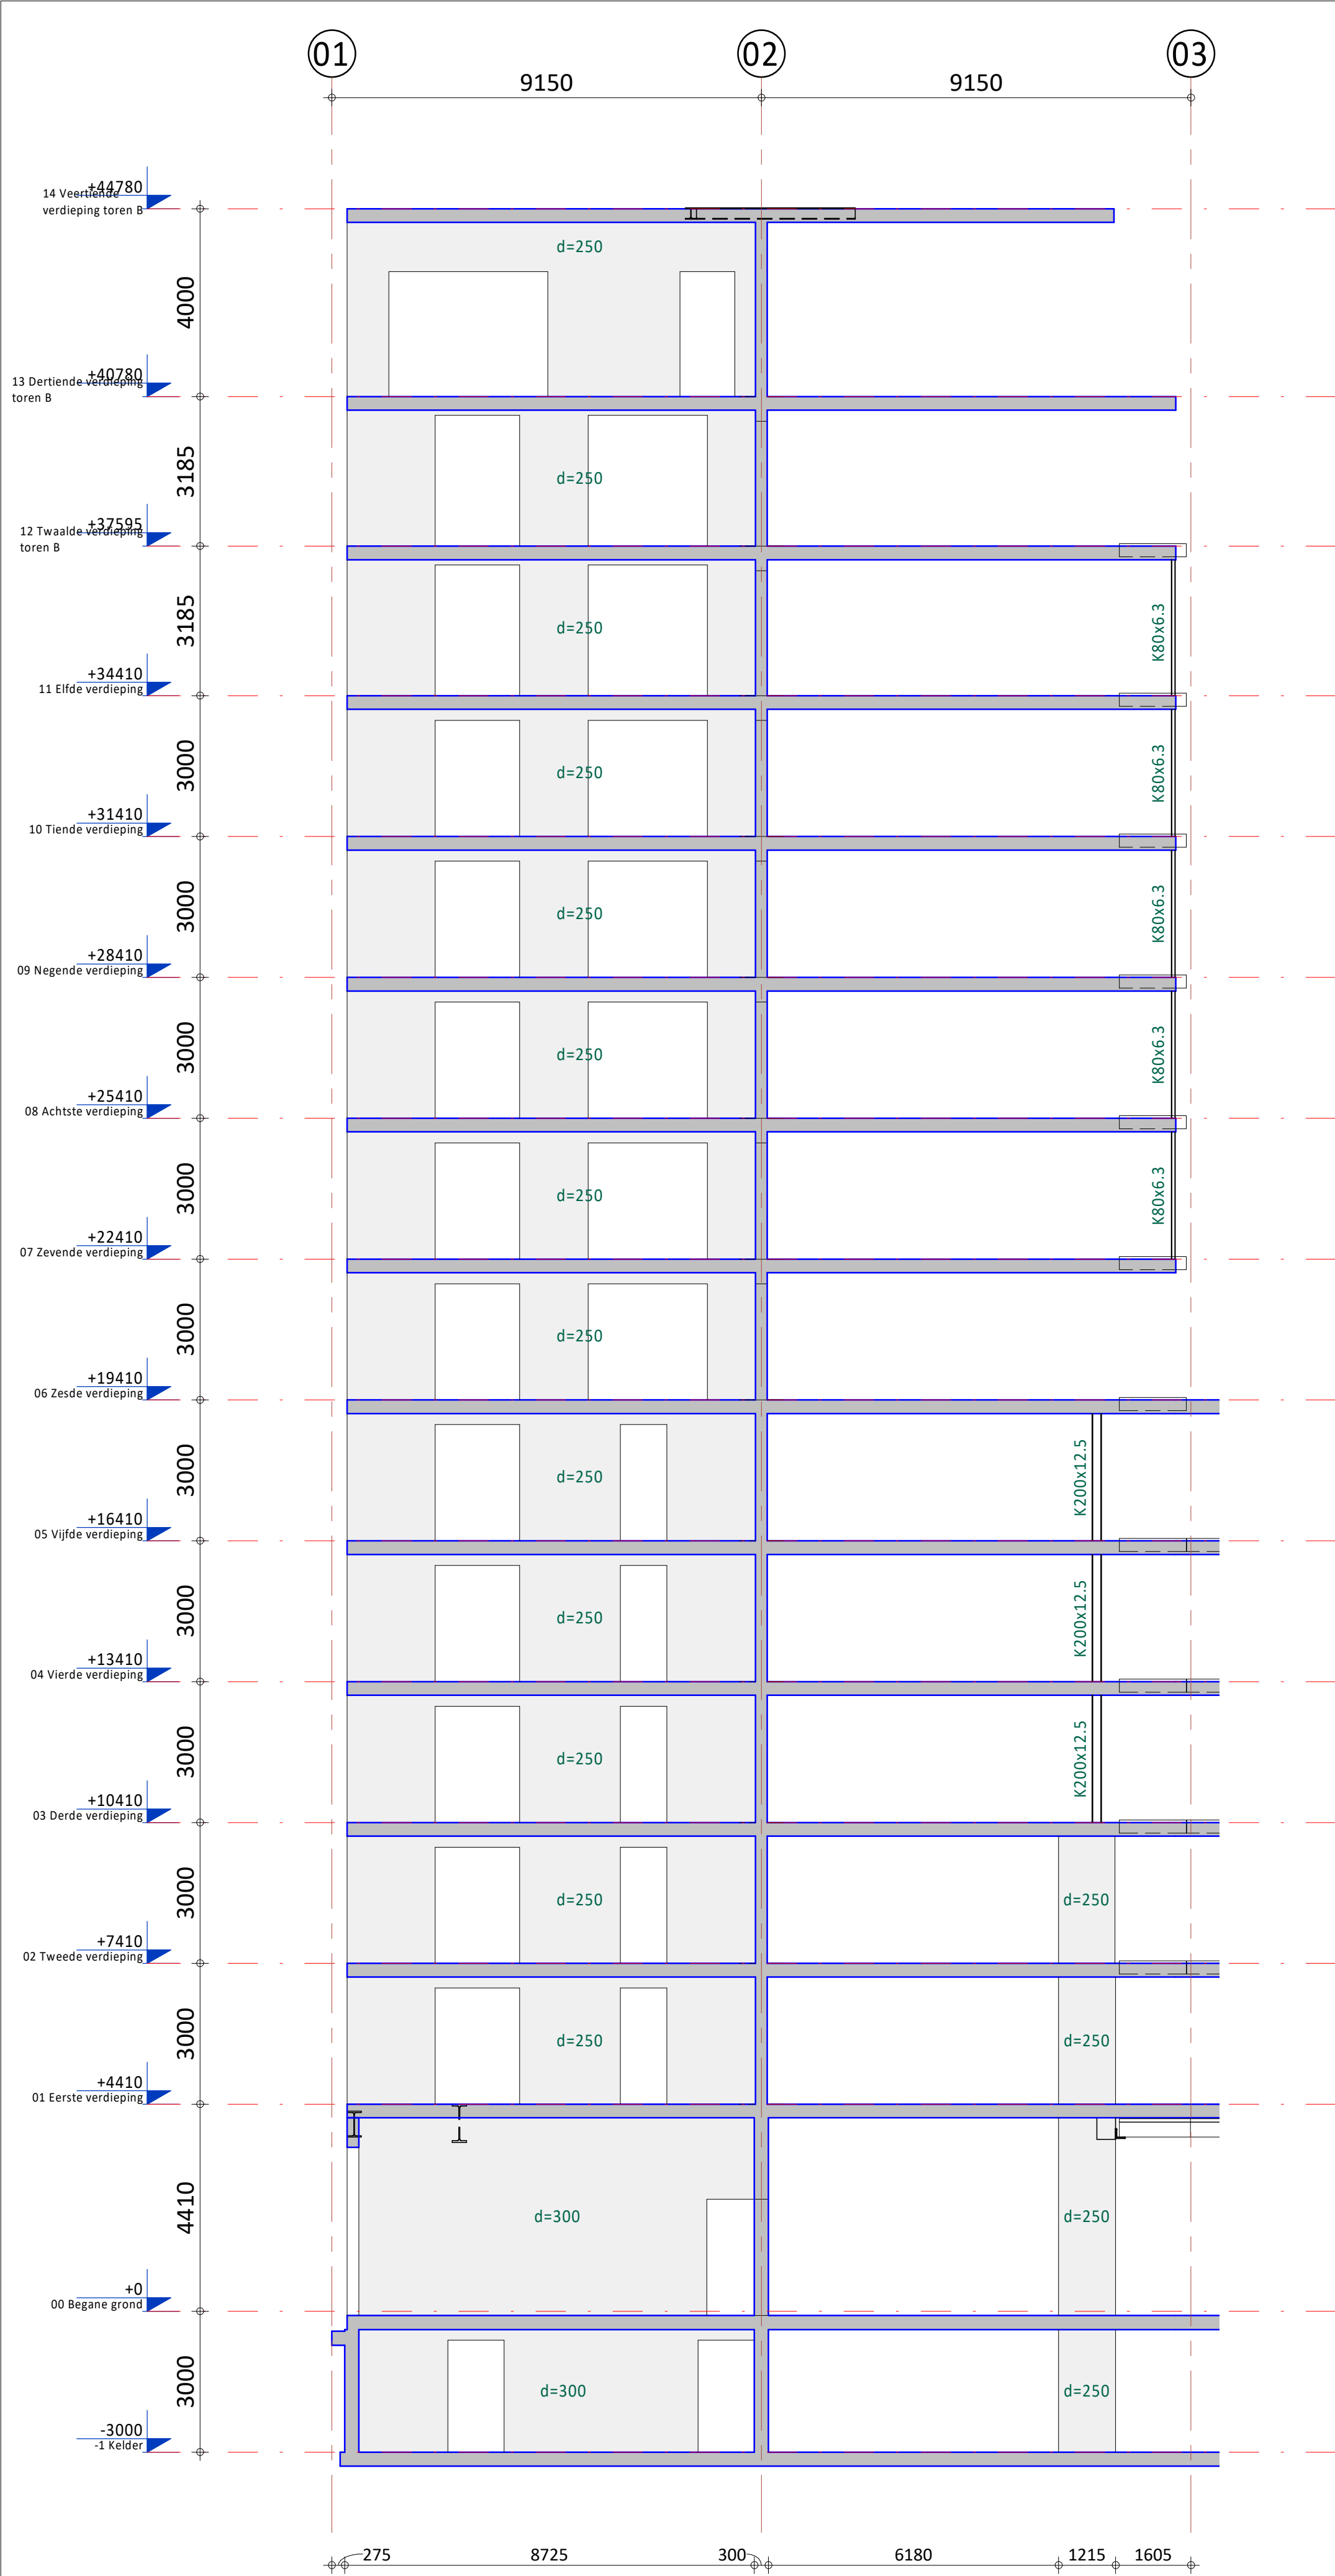 01
02
03
9150
9150
+44780
14 Veertiende
verdieping toren B
d=250
4000
+40780
13 Dertiende verdieping
toren B
3185
d=250
+37595
12 Twaalde verdieping
toren B
3185
d=250
K80x6.3
+34410
11 Elfde verdieping
3000
d=250
K80x6.3
+31410
10 Tiende verdieping
3000
d=250
K80x6.3
+28410
09 Negende verdieping
3000
d=250
K80x6.3
+25410
08 Achtste verdieping
3000
d=250
K80x6.3
+22410
07 Zevende verdieping
3000
d=250
+19410
06 Zesde verdieping
3000
d=250
K200x12.5
+16410
05 Vijfde verdieping
3000
d=250
K200x12.5
+13410
04 Vierde verdieping
3000
d=250
K200x12.5
+10410
03 Derde verdieping
3000
d=250
d=250
+7410
02 Tweede verdieping
3000
d=250
d=250
+4410
01 Eerste verdieping
4410
d=300
d=250
+0
00 Begane grond
3000
d=300
d=250
-3000
-1 Kelder
275
8725
300
6180
1215
1605